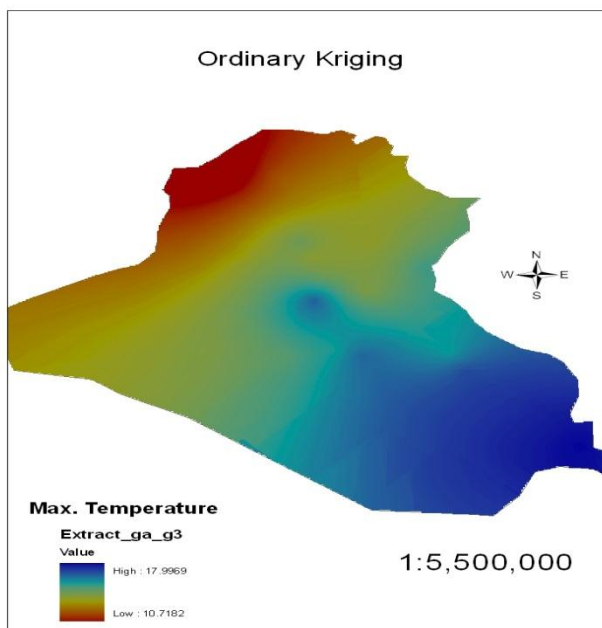 Ordinary Kriging
N
W E
S
Max. Temperature
Extract_ga_g3
Value
High : 17.9969
Low : 10.7182
1:5,500,000